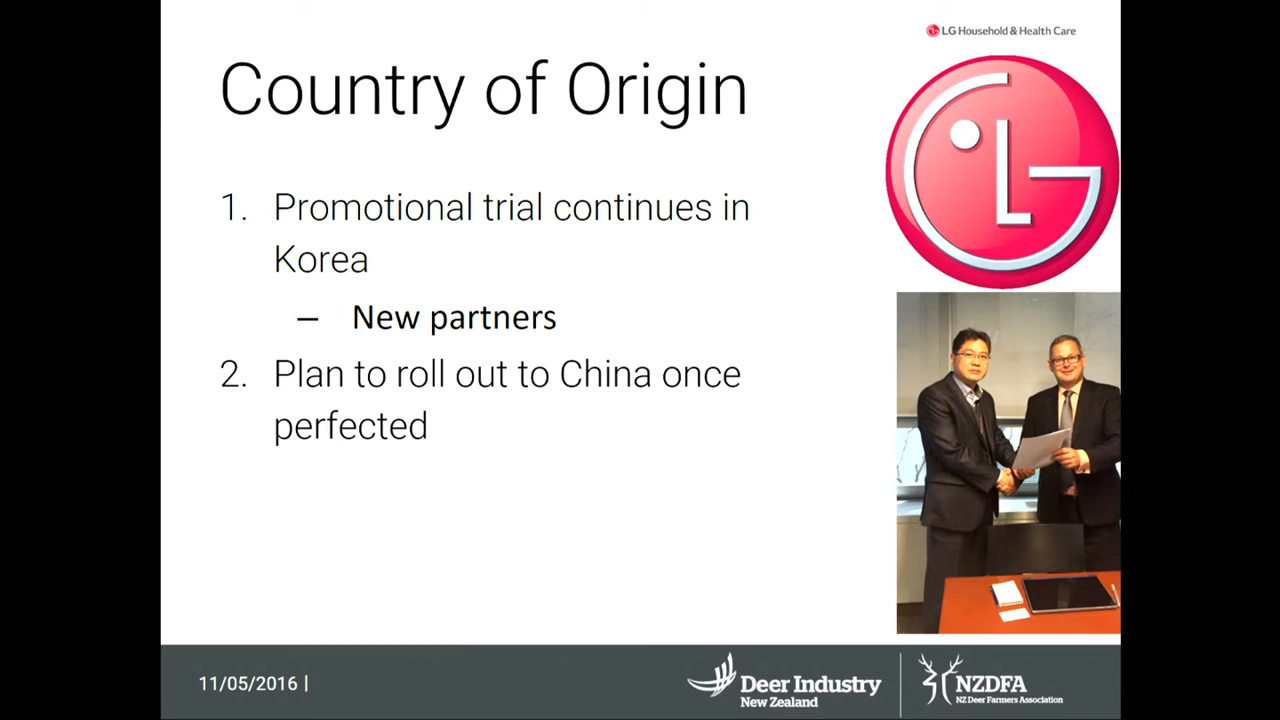 LG Household & Health Care
Country of Origin
LG
1. Promotional trial continues in
Korea
– New partners
2. Plan to roll out to China once
perfected
11/05/2016 |
Deer Industry
New Zealand
NZDFA
NZ Deer Farmers Association